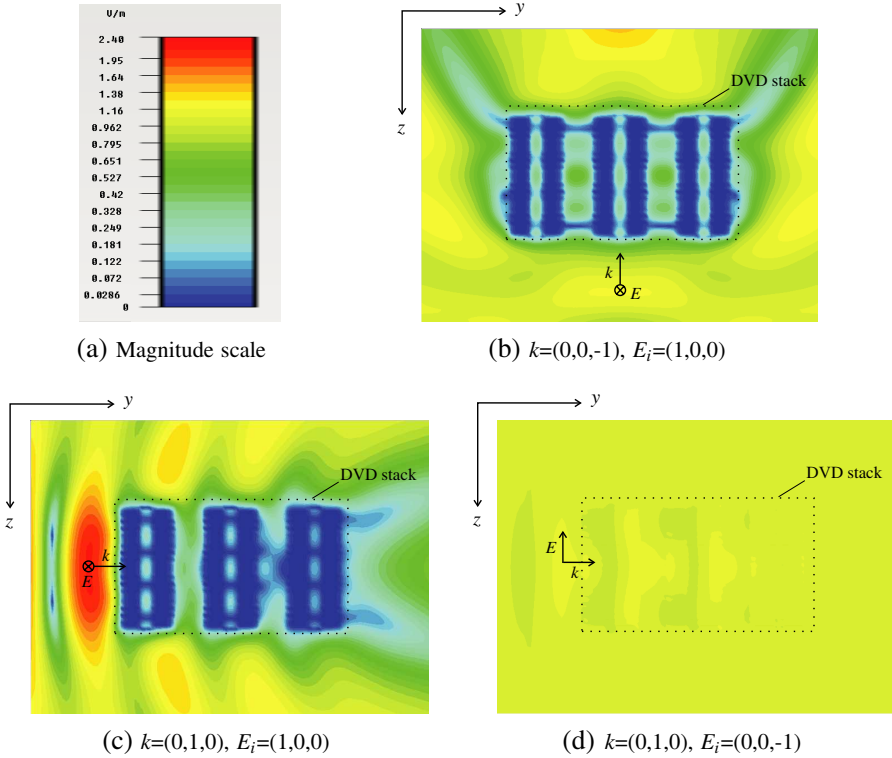 V/m
2.40
1.95
1.64
1.38
1.16
0.962
0.795
0.651
0.527
0.42
0.328
0.249
0.181
0.122
0.072
0.0286
0
(a) Magnitude scale
y
z
DVD stack
k
E
(b) k=(0,0,-1), E_i=(1,0,0)
y
z
DVD stack
k
E
(c) k=(0,1,0), E_i=(1,0,0)
y
z
DVD stack
E
k
(d) k=(0,1,0), E_i=(0,0,-1)